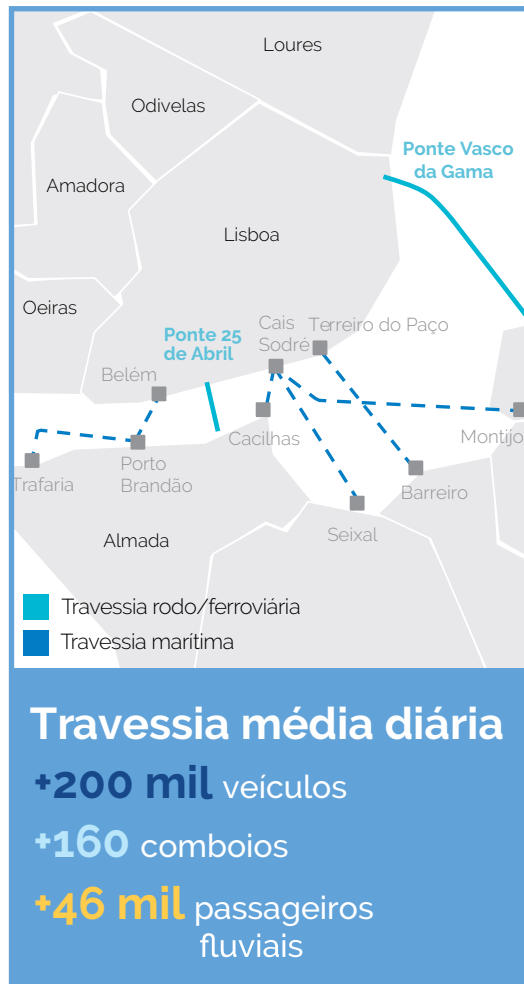 Loures
Odivelas
Ponte Vasco
da Gama
Amadora
Lisboa
Oeiras
Cais
Sodré
Terreiro do Paço
Ponte 25
de Abril
Belém
Cacilhas
Montijo
Porto
Brandão
Trafaria
Barreiro
Seixal
Almada
Travessia rodo/ferroviária
Travessia marítima
Travessia média diária
+200 mil veículos
+160 comboios
+46 mil passageiros
fluviais